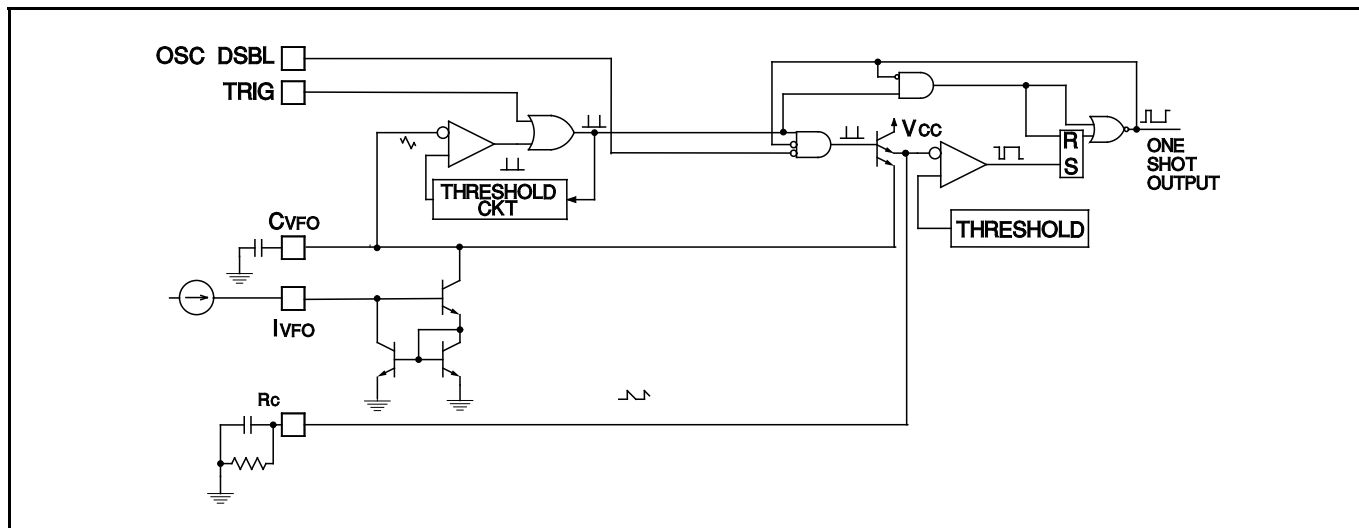 OSC DSBL
TRIG
VCC
R
S
ONE
SHOT
OUTPUT
THRESHOLD
CKT
THRESHOLD
CVFO
IVFO
Rc